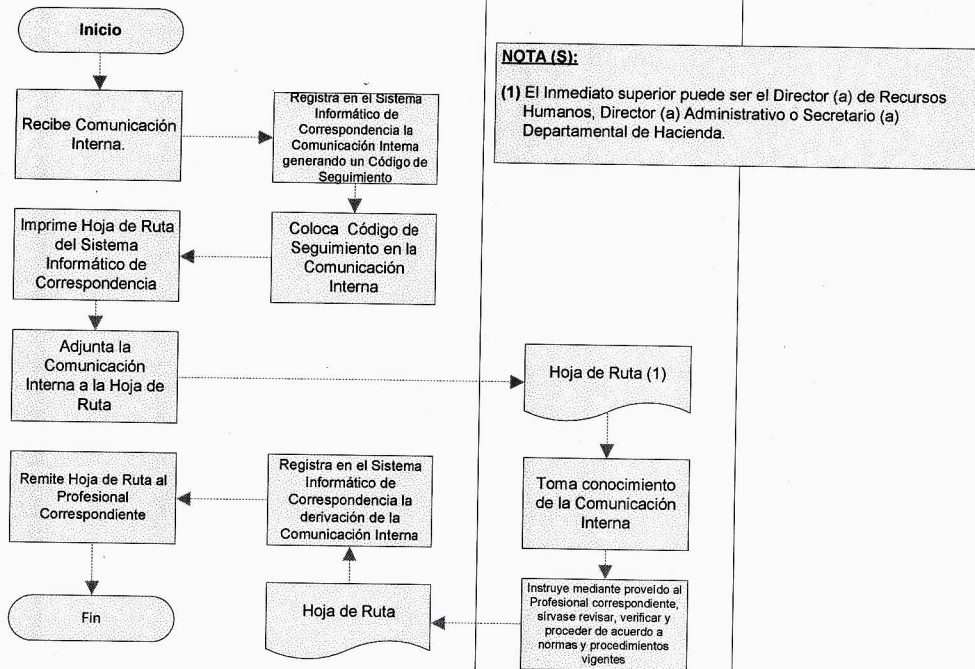 Inicio
NOTA (S):
(1) El Inmediato superior puede ser el Director (a) de Recursos
Humanos, Director (a) Administrativo o Secretario (a)
Departamental de Hacienda.
Recibe Comunicación
Interna.
Registra en el Sistema
Informático de
Correspondencia la
Comunicación Interna
generando un Código de
Seguimiento
Coloca Código de
Seguimiento en la
Comunicación
Interna
Imprime Hoja de Ruta
del Sistema
Informático de
Correspondencia
Adjunta la
Comunicación
Interna a la Hoja de
Ruta
Hoja de Ruta (1)
Toma conocimiento
de la Comunicación
Interna
Instruye mediante proveído al
Profesional correspondiente,
sírvase revisar, verificar y
proceder de acuerdo a
normas y procedimientos
vigentes
Hoja de Ruta
Registra en el Sistema
Informático de
Correspondencia la
derivación de la
Comunicación Interna
Remite Hoja de Ruta al
Profesional
Correspondiente
Fin